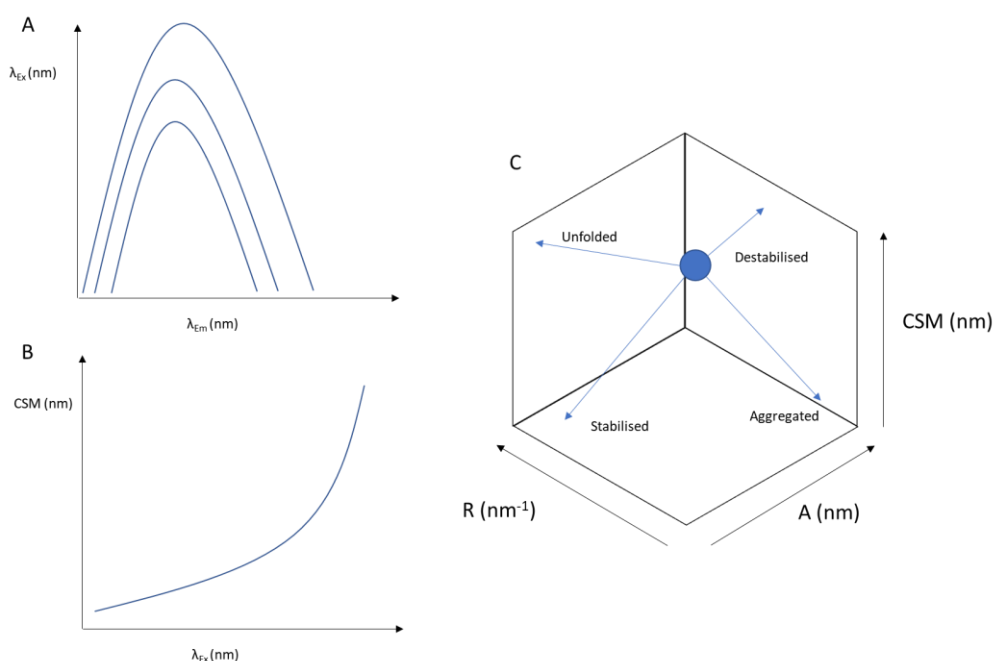 A
λEx (nm)
λEm (nm)
B
CSM (nm)
λEx (nm)
C
Unfolded
Destabilised
Stabilised
Aggregated
CSM (nm)
R (nm-1)
A (nm)